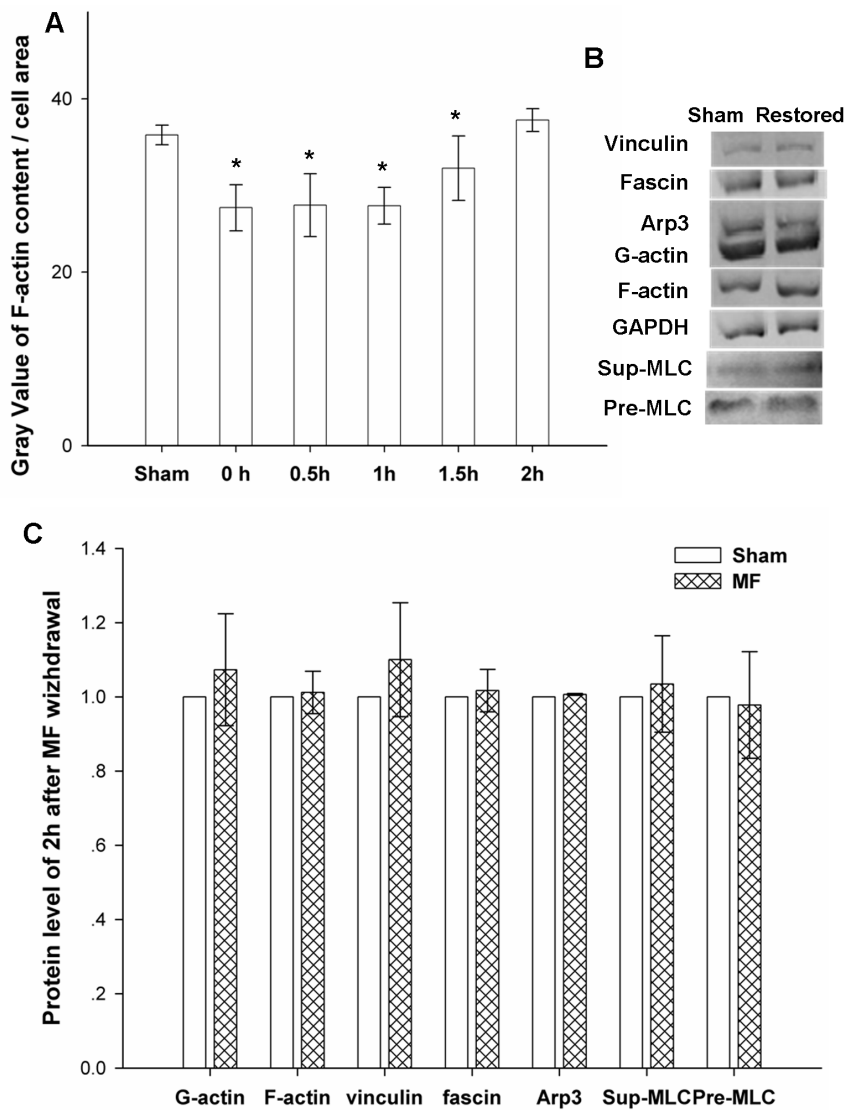 A
Gray Value of F-actin content / cell area
40
20
0
* * * *
Sham 0 h 0.5h 1h 1.5h 2h
B
Sham Restored
Vinculin
Fascin
Arp3
G-actin
F-actin
GAPDH
Sup-MLC
Pre-MLC
C
Protein level of 2h after MF wizhdrawal
1.4
1.2
1.0
.8
.6
.4
.2
0.0
Sham
MF
G-actin F-actin vinculin fascin Arp3 Sup-MLC Pre-MLC